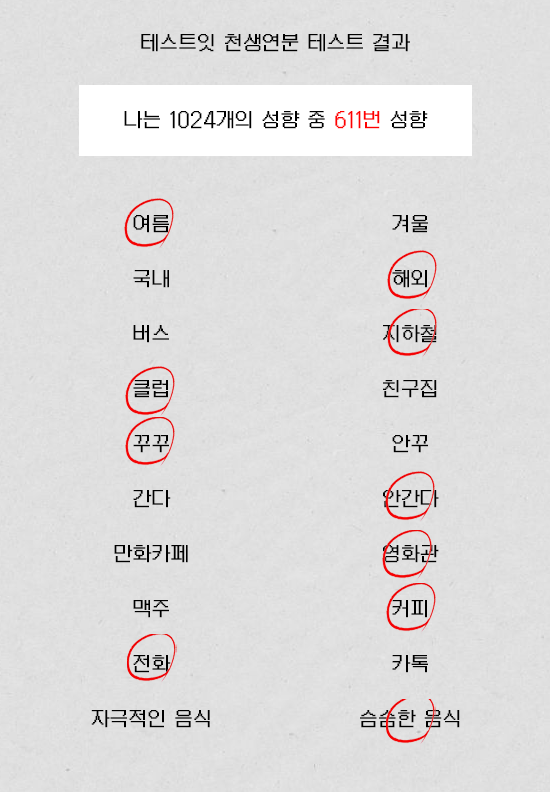 테스트잇 천생연분 테스트 결과
나는 1024개의 성향 중 611번 성향
여름 겨울
국내 해외
버스 지하철
클럽 친구집
꾸꾸 안꾸
간다 안간다
만화카페 영화관
맥주 커피
전화 카톡
자극적인 음식 슴슴한 음식